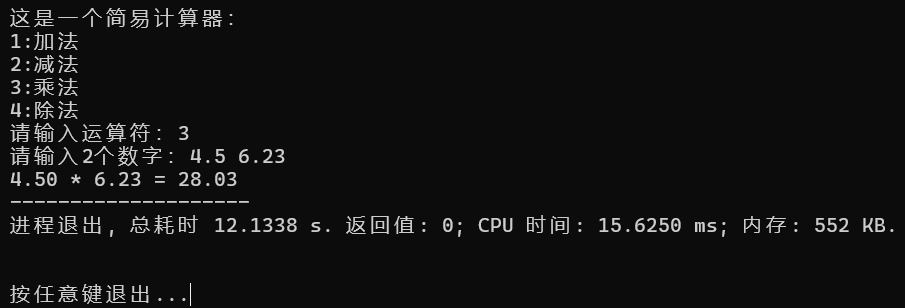 这是一个简易计算器:
1:加法
2:减法
3:乘法
4:除法
请输入运算符: 3
请输入2个数字: 4.5 6.23
4.50 * 6.23 = 28.03
--------------------
进程退出, 总耗时 12.1338 s. 返回值: 0; CPU 时间: 15.6250 ms; 内存: 552 KB.
按任意键退出...